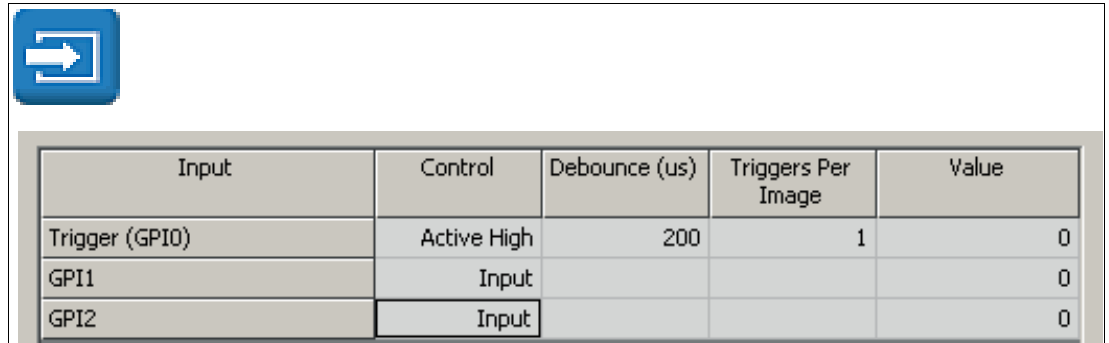 Input Control Debounce (us) Triggers Per Image Value
Trigger (GPI0) Active High 200 1 0
GPI1 Input 0
GPI2 Input 0